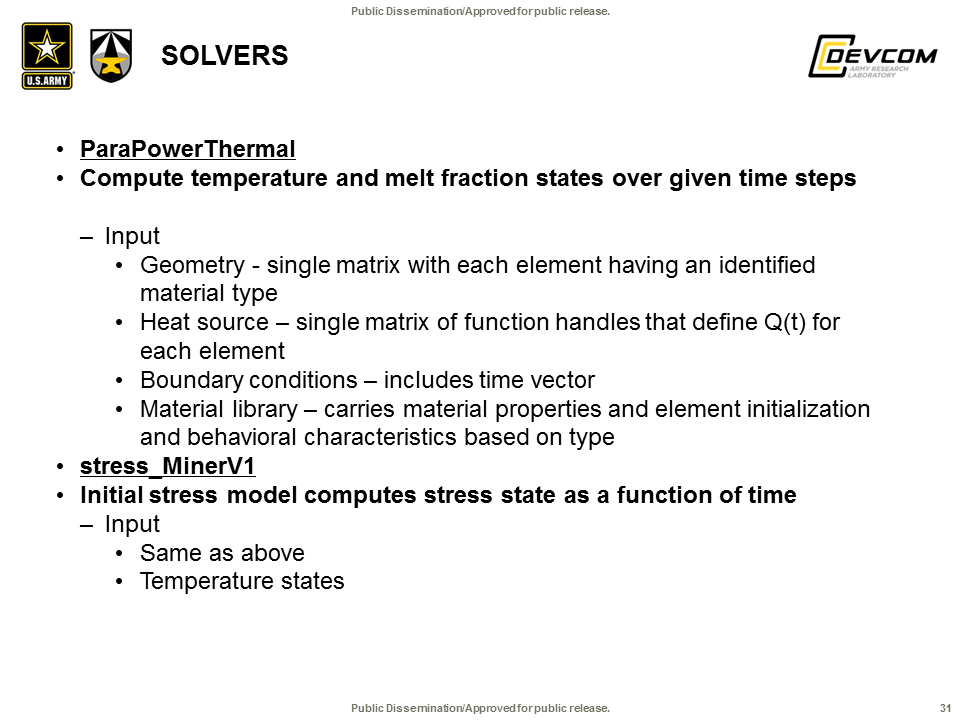 Public Dissemination/Approved for public release.
U.S.ARMY
SOLVERS
DEVCOM
ARMY RESEARCH
LABORATORY
• ParaPowerThermal
• Compute temperature and melt fraction states over given time steps
– Input
• Geometry - single matrix with each element having an identified
material type
• Heat source – single matrix of function handles that define Q(t) for
each element
• Boundary conditions – includes time vector
• Material library – carries material properties and element initialization
and behavioral characteristics based on type
• stress_MinerV1
• Initial stress model computes stress state as a function of time
– Input
• Same as above
• Temperature states
Public Dissemination/Approved for public release.
31